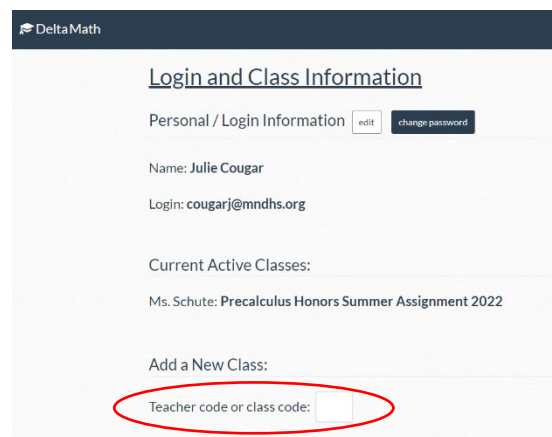 DeltaMath
Login and Class Information
Personal / Login Information edit change password
Name: Julie Cougar
Login: cougarj@mndhs.org
Current Active Classes:
Ms. Schute: Precalculus Honors Summer Assignment 2022
Add a New Class:
Teacher code or class code: